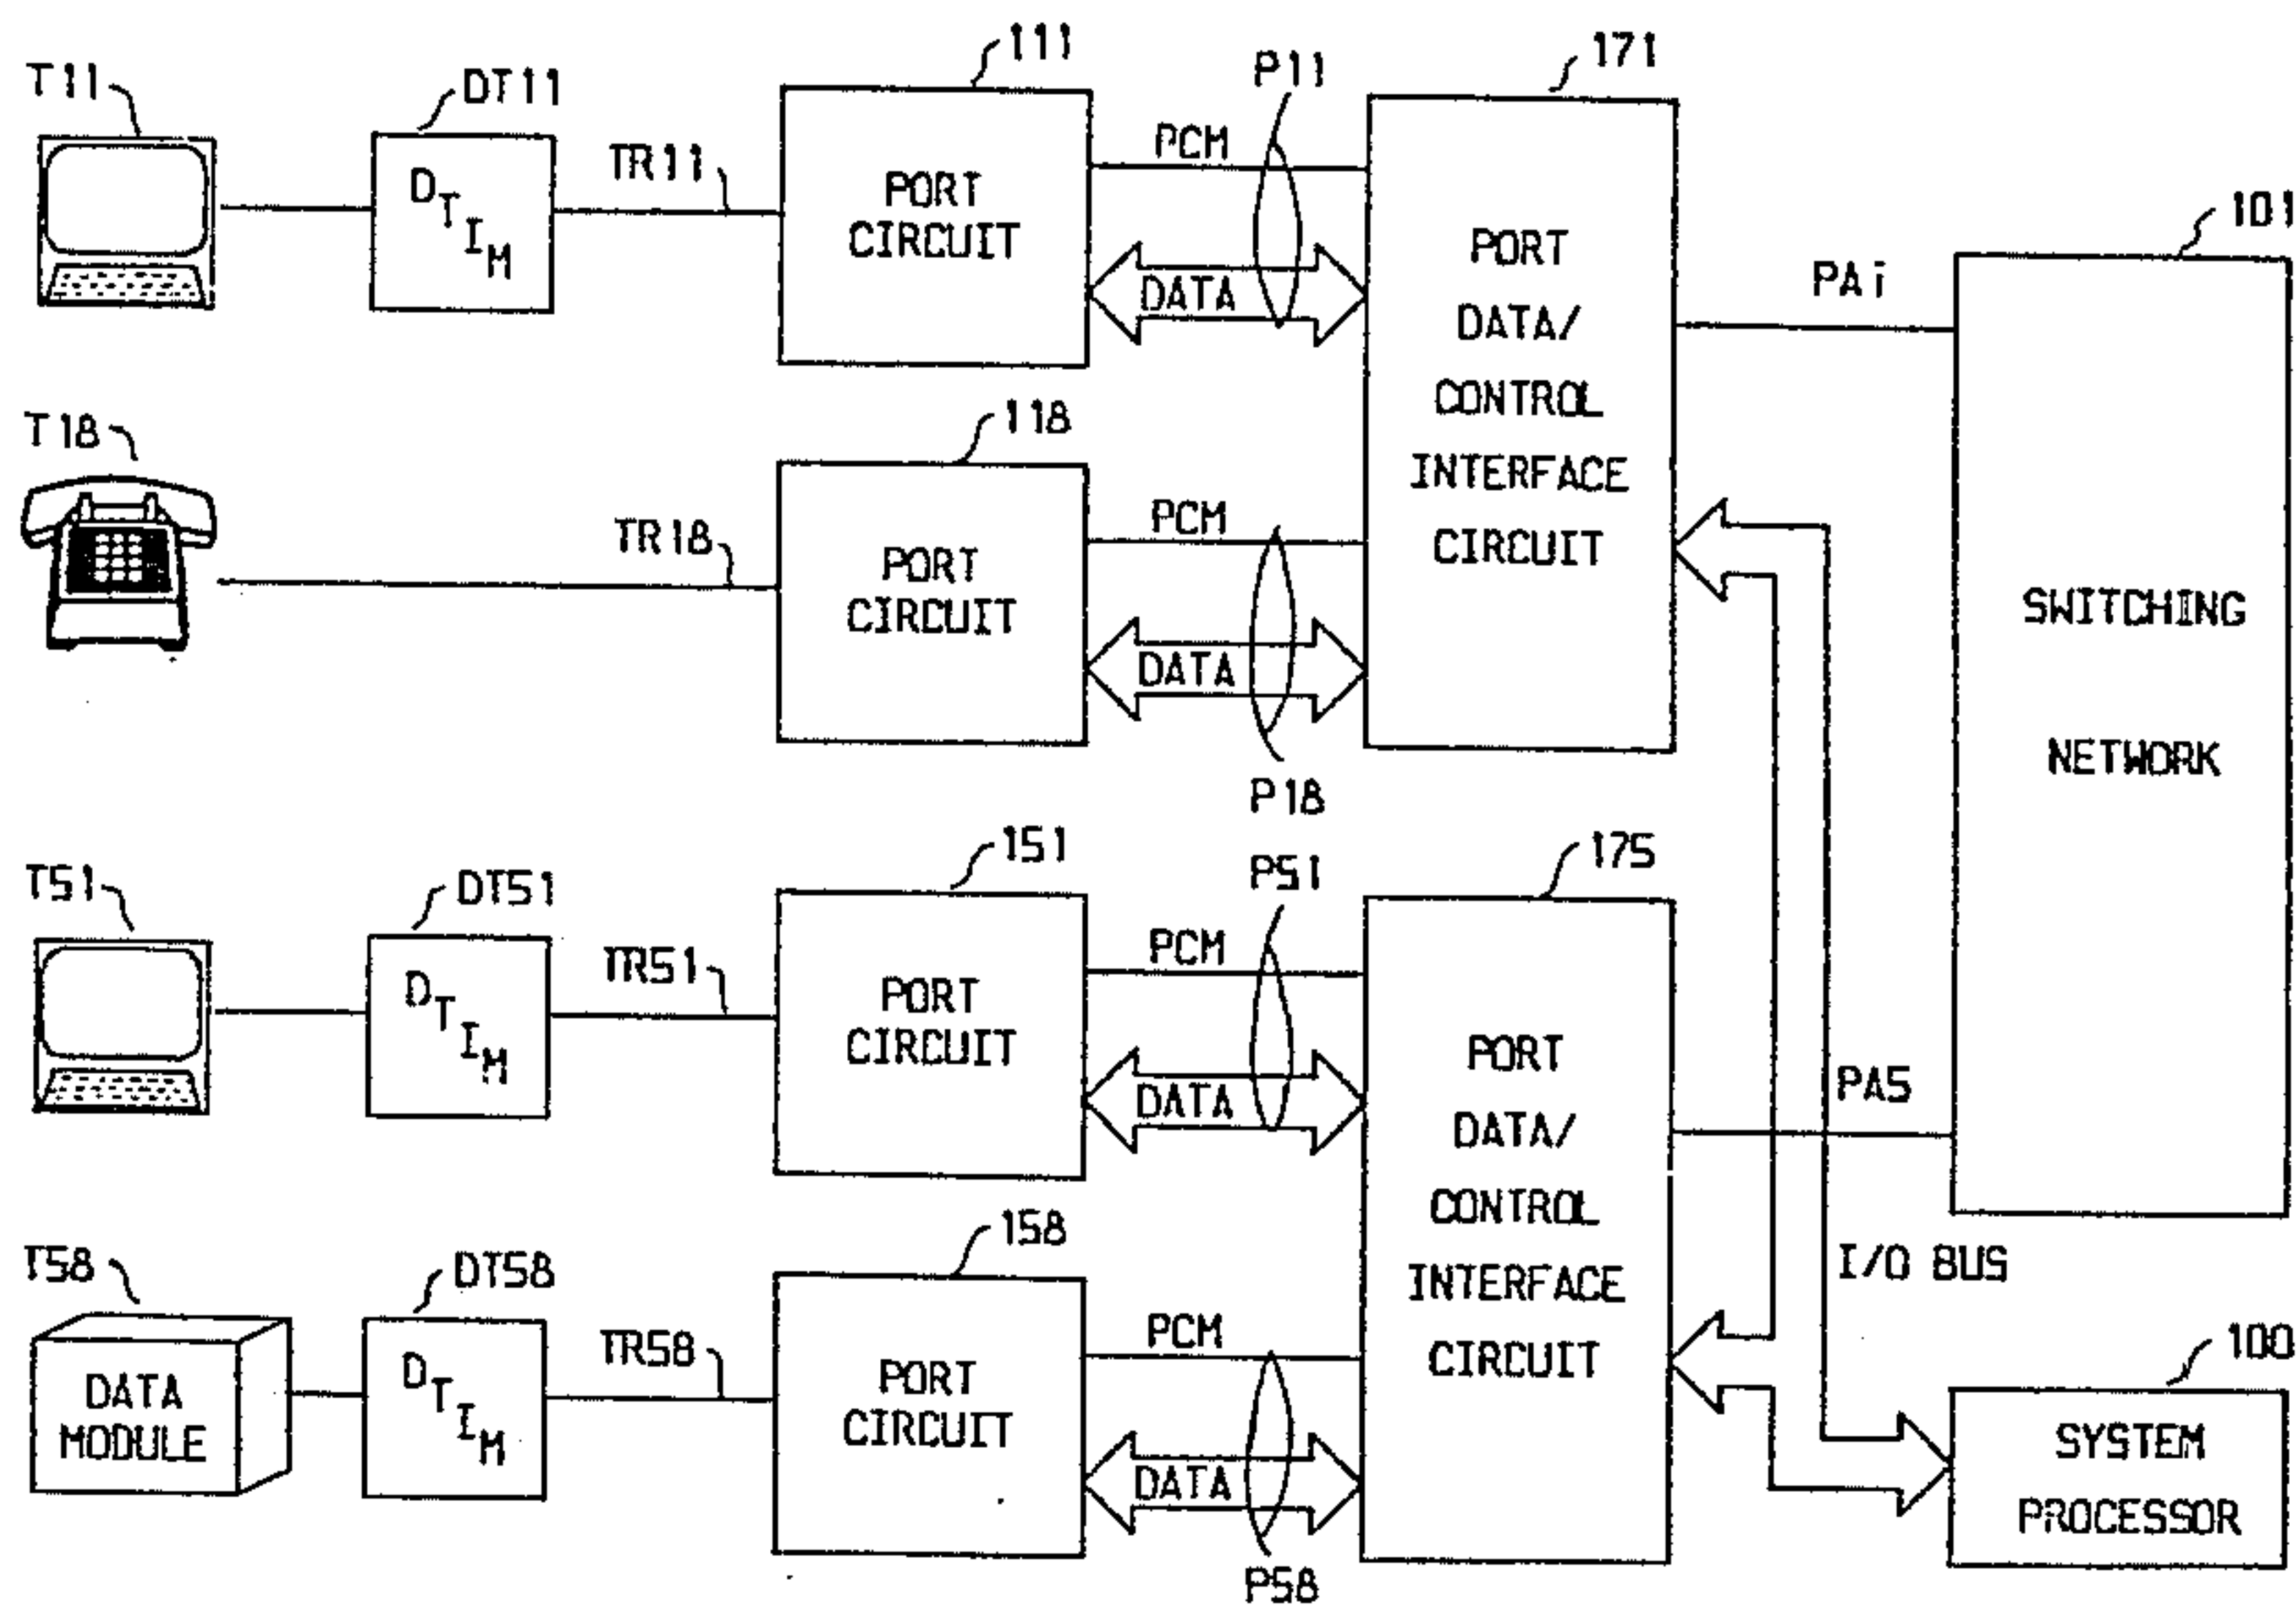 T11
DT11
TR11
111
P11
171
PCM
DTIM
PORT
CIRCUIT
DATA
PORT
DATA/
CONTROL
INTERFACE
CIRCUIT
PAi
101
T18
TR18
118
PCM
PORT
CIRCUIT
DATA
P18
SWITCHING
NETWORK
T51
DT51
TR51
151
P51
175
PCM
DTIM
PORT
CIRCUIT
DATA
PORT
DATA/
CONTROL
INTERFACE
CIRCUIT
PA5
I/O BUS
T58
DT58
TR58
158
PCM
DATA
MODULE
DTIM
PORT
CIRCUIT
DATA
P58
100
SYSTEM
PROCESSOR